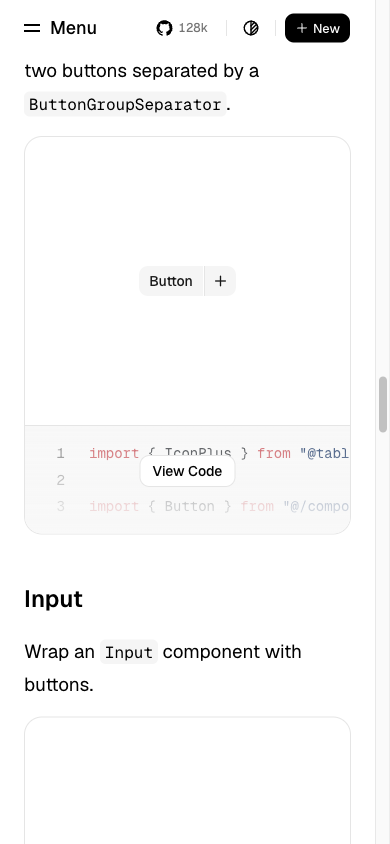 Menu 128k New
two buttons separated by a
ButtonGroupSeparator.
Button
1 import { IconPlus } from "@tabl
View Code
2
3 import { Button } from "@/compo
Input
Wrap an Input component with
buttons.